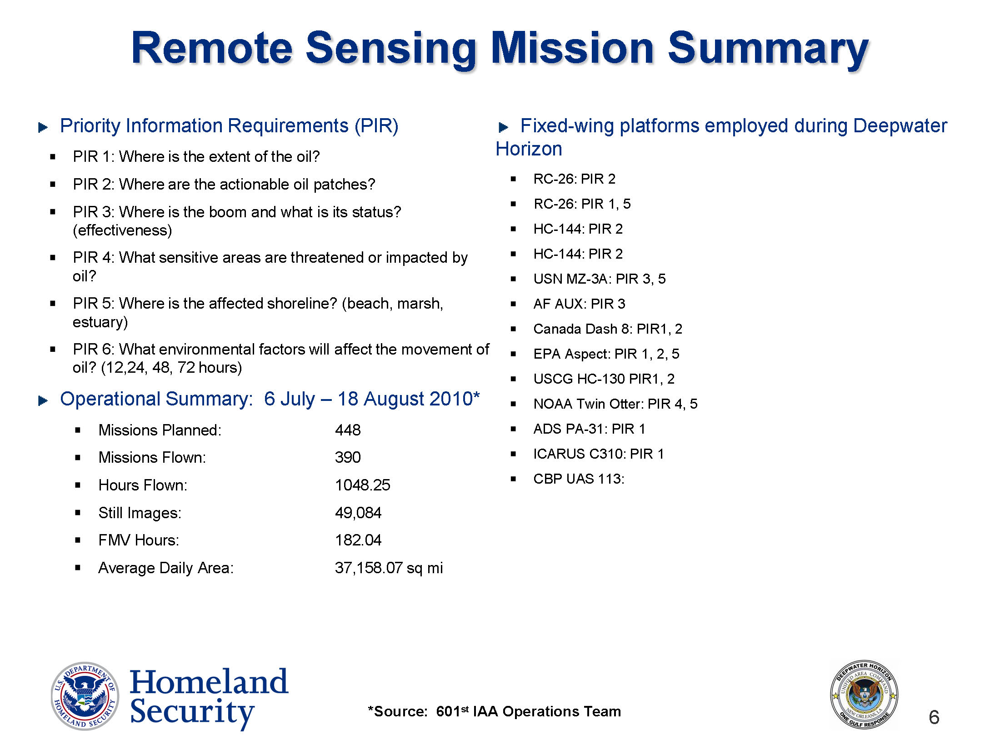 Remote Sensing Mission Summary
Priority Information Requirements (PIR)
PIR 1: Where is the extent of the oil?
PIR 2: Where are the actionable oil patches?
PIR 3: Where is the boom and what is its status?
(effectiveness)
PIR 4: What sensitive areas are threatened or impacted by
oil?
PIR 5: Where is the affected shoreline? (beach, marsh,
estuary)
PIR 6: What environmental factors will affect the movement of
oil? (12,24, 48, 72 hours)
Operational Summary: 6 July – 18 August 2010*
Missions Planned: 448
Missions Flown: 390
Hours Flown: 1048.25
Still Images: 49,084
FMV Hours: 182.04
Average Daily Area: 37,158.07 sq mi
Fixed-wing platforms employed during Deepwater
Horizon
RC-26: PIR 2
RC-26: PIR 1, 5
HC-144: PIR 2
HC-144: PIR 2
USN MZ-3A: PIR 3, 5
AF AUX: PIR 3
Canada Dash 8: PIR1, 2
EPA Aspect: PIR 1, 2, 5
USCG HC-130 PIR1, 2
NOAA Twin Otter: PIR 4, 5
ADS PA-31: PIR 1
ICARUS C310: PIR 1
CBP UAS 113:
U.S. DEPARTMENT OF
HOMELAND SECURITY
Homeland
Security
*Source: 601st IAA Operations Team
DEEPWATER HORIZON
UNIFIED AREA COMMAND
NEW ORLEANS, LA
ONE GULF RESPONSE
6